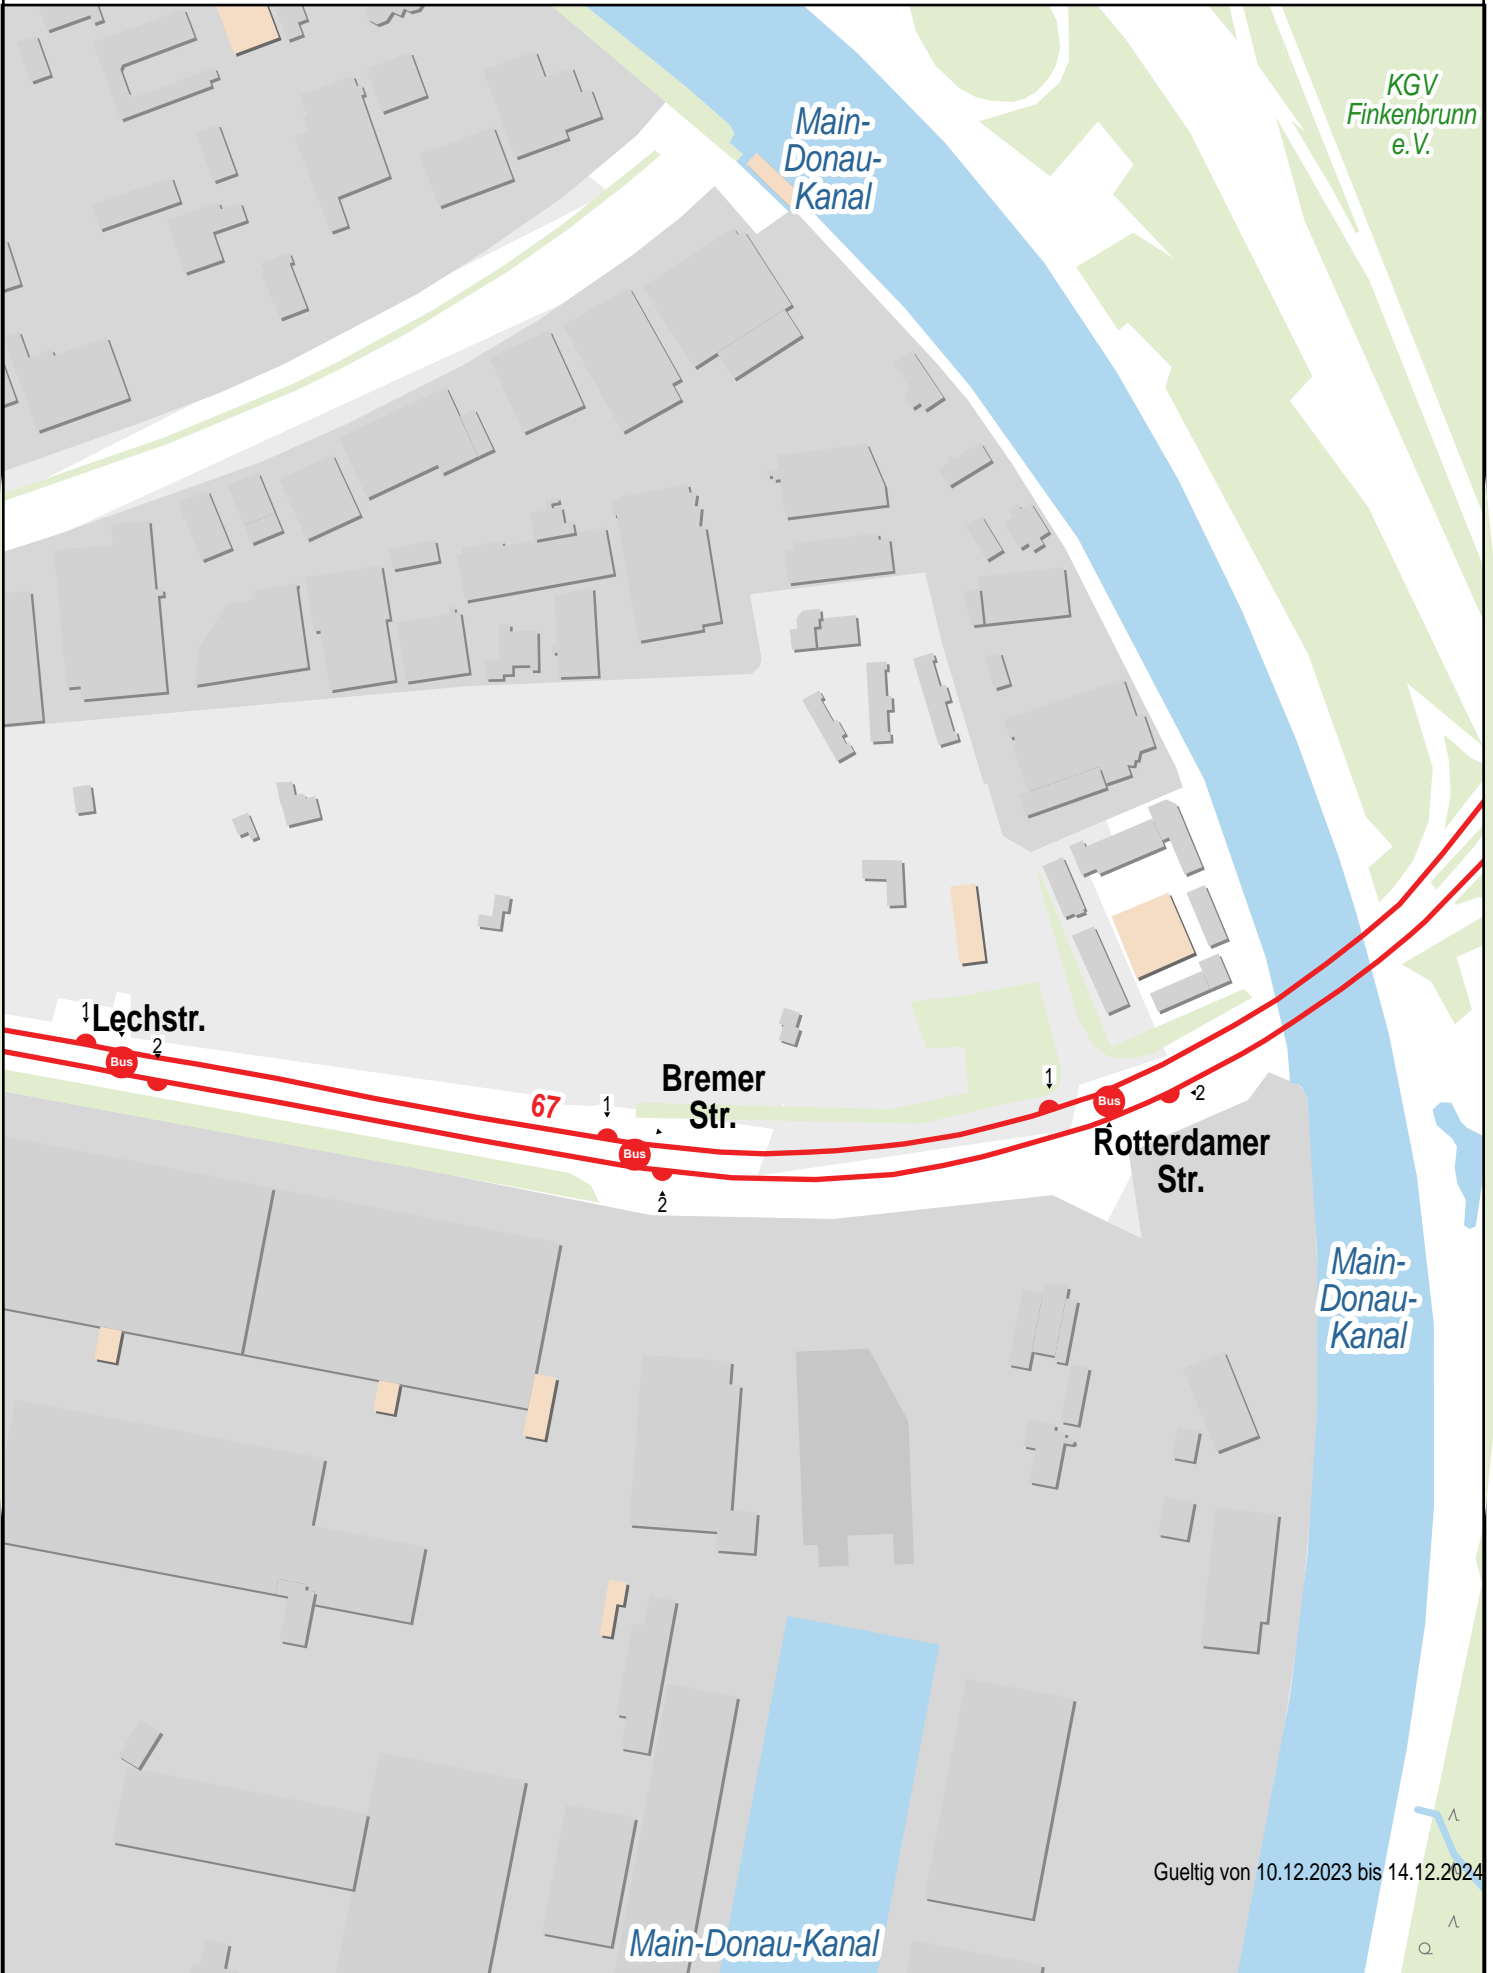 KGV
Finkenbrunn
e.V.
Main-
Donau-
Kanal
1
Lechstr.
2
Bus
67
1
Bremer
Str.
Bus
2
1
Bus
2
Rotterdamer
Str.
Main-
Donau-
Kanal
Gueltig von 10.12.2023 bis 14.12.2024
Main-Donau-Kanal